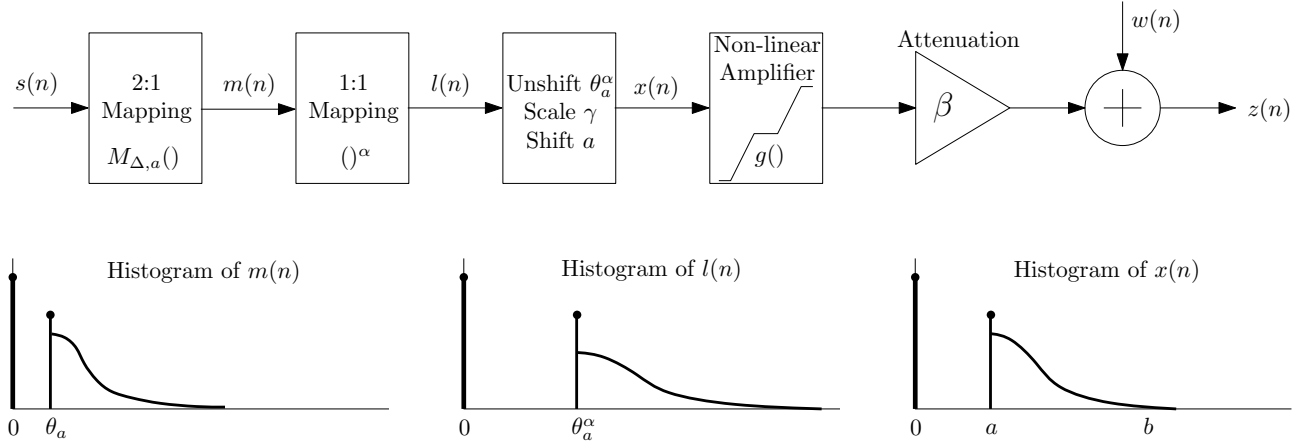 s(n)
2:1
Mapping
M_{Δ,a}()
m(n)
1:1
Mapping
()^α
l(n)
Unshift θ_a^α
Scale γ
Shift a
x(n)
Non-linear
Amplifier
g()
Attenuation
β
w(n)
+
z(n)
Histogram of m(n)
0
θ_a
Histogram of l(n)
0
θ_a^α
Histogram of x(n)
0
a
b